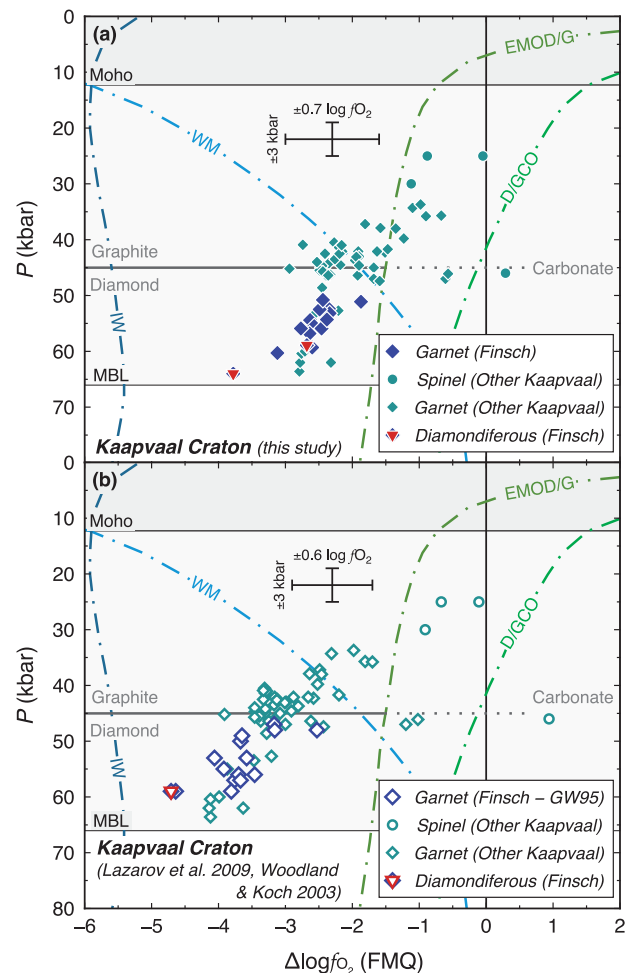 (a)
0
10
20
30
40
50
60
70
0
P (kbar)
Moho
EMOD/G
±0.7 log fO2
±3 kbar
WM
D/GCO
Graphite
Diamond
Carbonate
IW
MBL
Garnet (Finsch)
Spinel (Other Kaapvaal)
Garnet (Other Kaapvaal)
Diamondiferous (Finsch)
Kaapvaal Craton (this study)
(b)
10
20
30
40
50
60
70
80
P (kbar)
Moho
EMOD/G
±0.6 log fO2
±3 kbar
WM
D/GCO
Graphite
Diamond
Carbonate
IW
MBL
Garnet (Finsch – GW95)
Spinel (Other Kaapvaal)
Garnet (Other Kaapvaal)
Diamondiferous (Finsch)
Kaapvaal Craton
(Lazarov et al. 2009, Woodland
& Koch 2003)
−6 −5 −4 −3 −2 −1 0 1 2
ΔlogfO2 (FMQ)